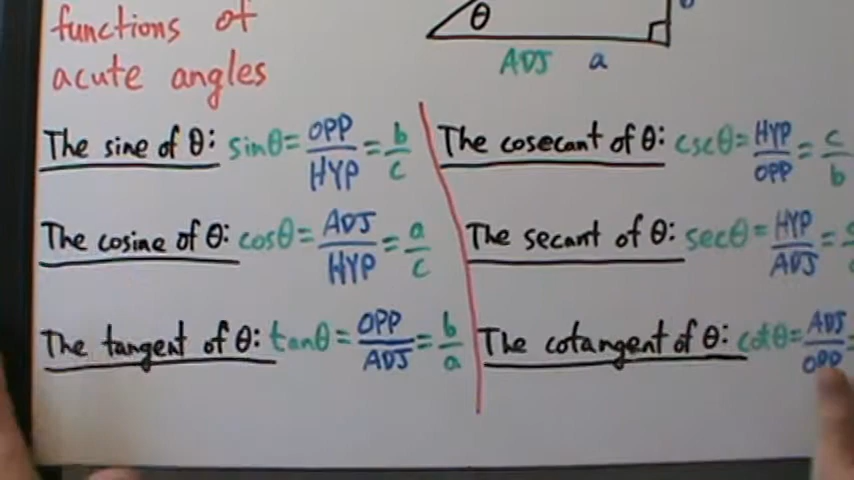 functions of
acute angles
θ
ADJ a
The sine of θ: sinθ = OPP/HYP = b/c
The cosecant of θ: cscθ = HYP/OPP = c/b
The cosine of θ: cosθ = ADJ/HYP = a/c
The secant of θ: secθ = HYP/ADJ =
The tangent of θ: tanθ = OPP/ADJ = b/a
The cotangent of θ: cotθ = ADJ/OPP =